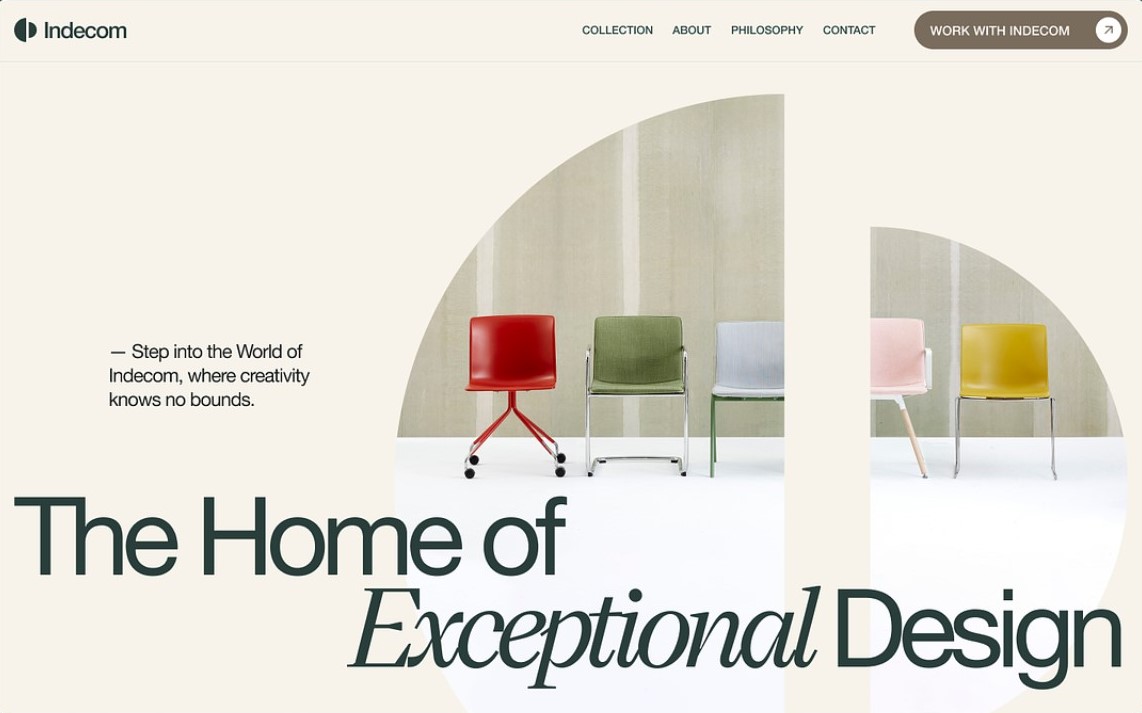 Indecom
COLLECTION
ABOUT
PHILOSOPHY
CONTACT
WORK WITH INDECOM
— Step into the World of
Indecom, where creativity
knows no bounds.
The Home of
Exceptional Design